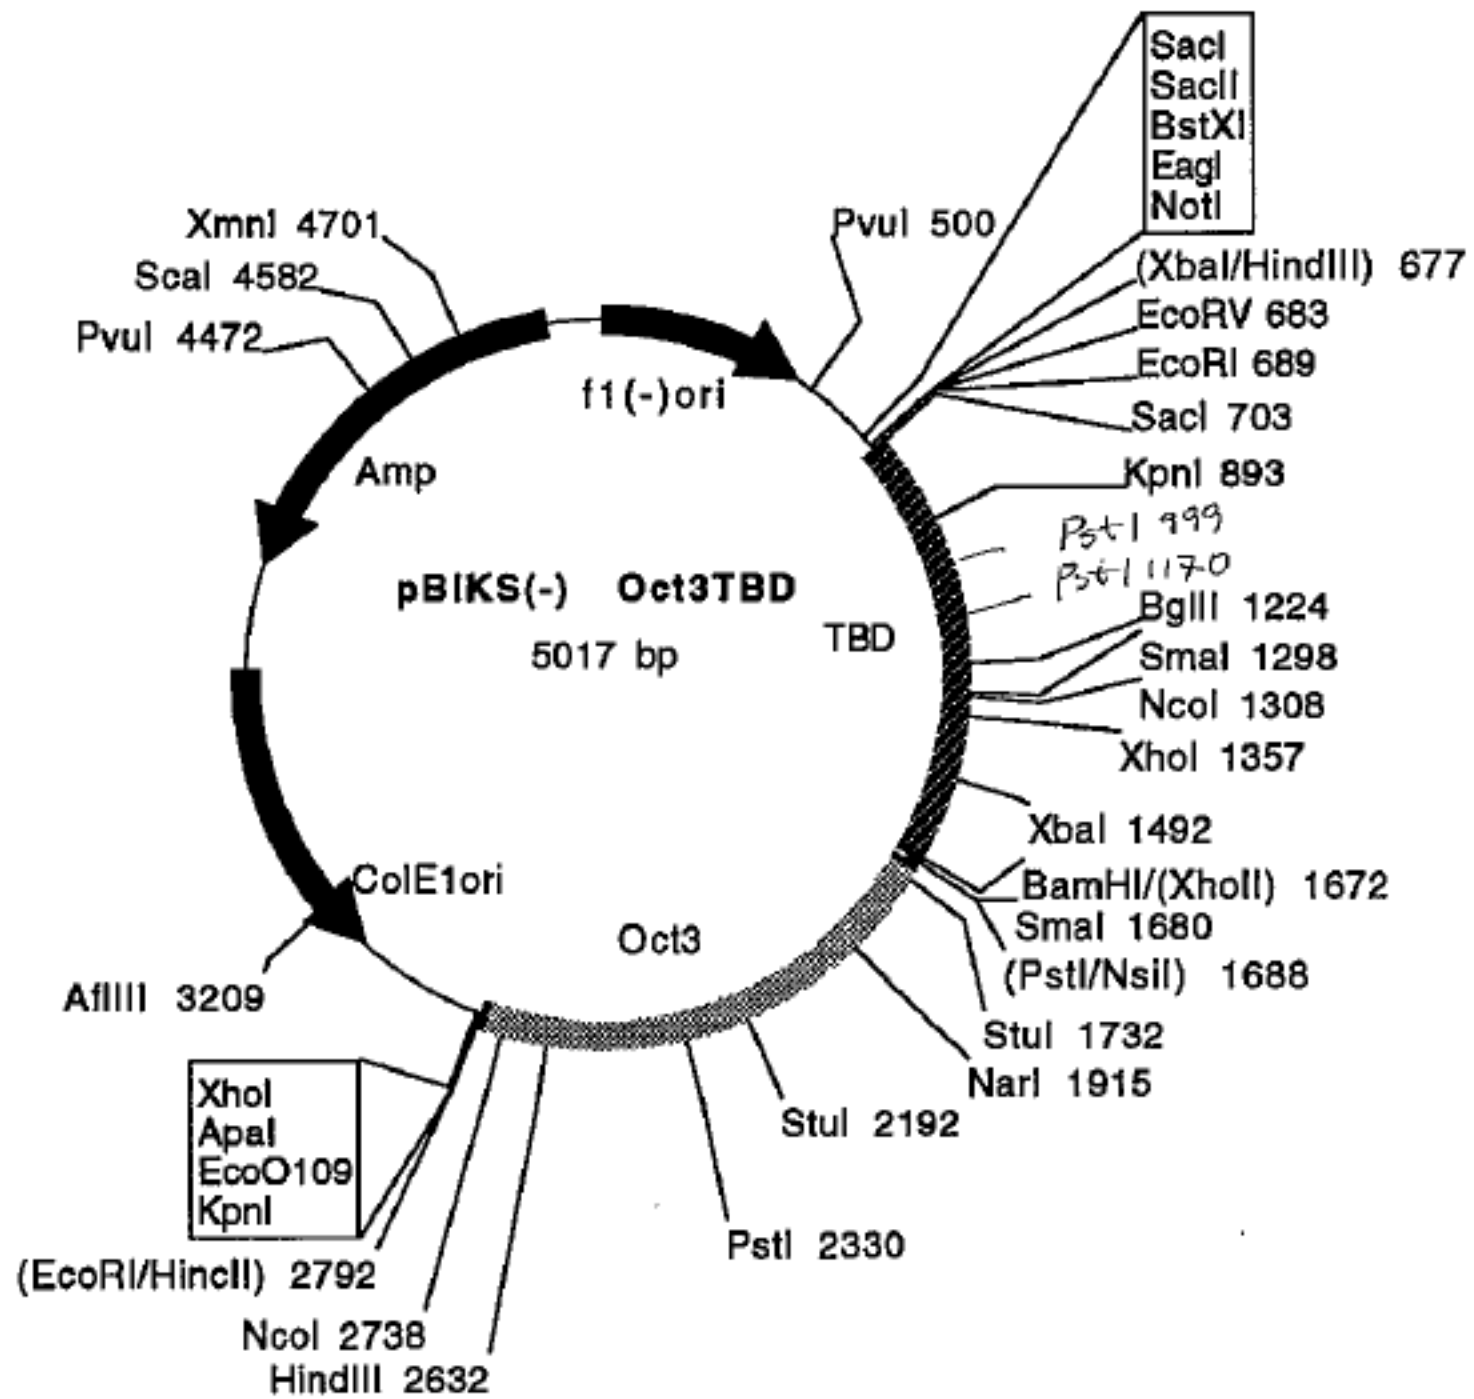 SacI
SacII
BstXI
EagI
NotI
XmnI 4701
PvuI 500
(XbaI/HindIII) 677
ScaI 4582
EcoRV 683
PvuI 4472
EcoRI 689
f1(-)ori
SacI 703
Amp
KpnI 893
PstI 999
PstI 1170
pBlKS(-) Oct3TBD
BglII 1224
TBD
5017 bp
SmaI 1298
NcoI 1308
XhoI 1357
XbaI 1492
ColE1ori
BamHI/(XhoII) 1672
Oct3
SmaI 1680
(PstI/NsiI) 1688
AflIII 3209
StuI 1732
NarI 1915
XhoI
ApaI
EcoO109
KpnI
StuI 2192
PstI 2330
(EcoRI/HincII) 2792
NcoI 2738
HindIII 2632